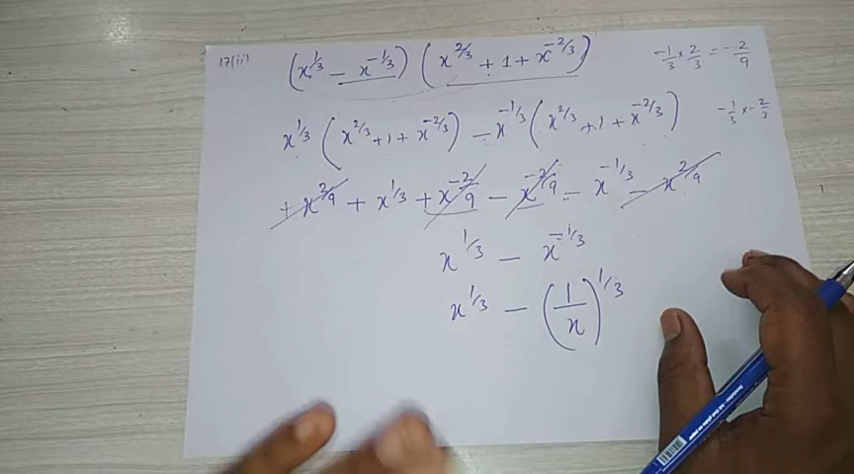 17(ii) (x^{1/3} - x^{-1/3}) (x^{2/3} + 1 + x^{-2/3})
-1/3 × 2/3 = -2/9
x^{1/3} (x^{2/3} + 1 + x^{-2/3}) - x^{-1/3} (x^{2/3} + 1 + x^{-2/3})
-1/3 × -2/3
+ x^{2/9} + x^{1/3} + x^{-2/9} - x^{-2/9} - x^{-1/3} - x^{2/9}
x^{1/3} - x^{-1/3}
x^{1/3} - (1/x)^{1/3}